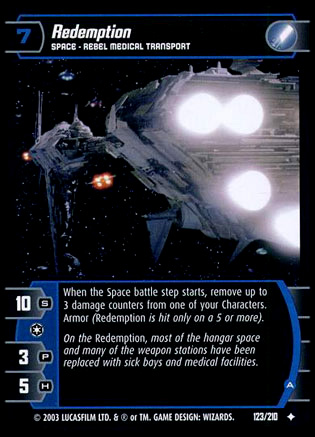 7
Redemption
SPACE - REBEL MEDICAL TRANSPORT
10 S
3 P
5 H
When the Space battle step starts, remove up to
3 damage counters from one of your Characters.
Armor (Redemption is hit only on a 5 or more).
On the Redemption, most of the hangar space
and many of the weapon stations have been
replaced with sick bays and medical facilities.
A
© 2003 LUCASFILM LTD. & ® or TM. GAME DESIGN: WIZARDS. 123/210